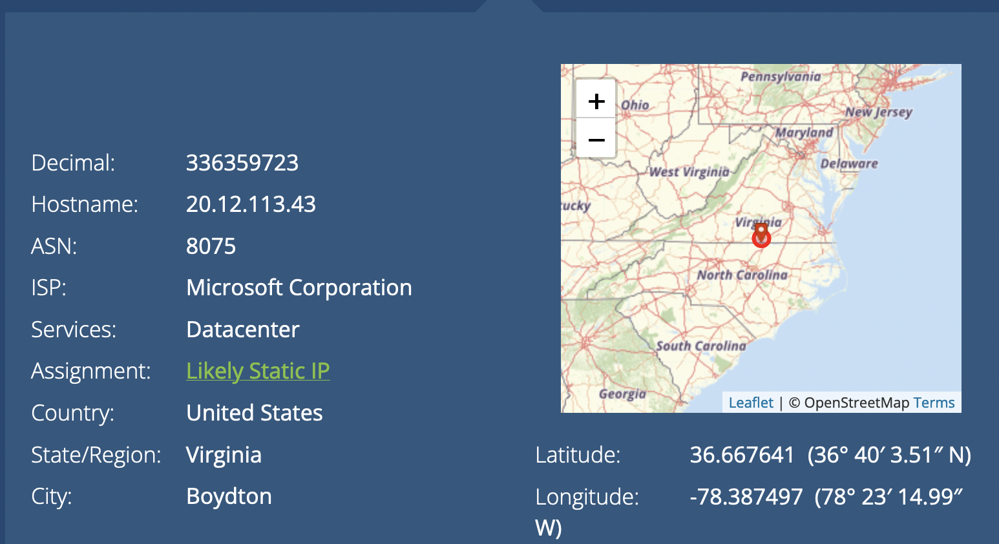 Decimal: 336359723
Hostname: 20.12.113.43
ASN: 8075
ISP: Microsoft Corporation
Services: Datacenter
Assignment: Likely Static IP
Country: United States
State/Region: Virginia
City: Boydton
+
−
Pennsylvania
Ohio
New Jersey
Maryland
Delaware
West Virginia
ucky
Virginia
North Carolina
South Carolina
Georgia
Leaflet | © OpenStreetMap Terms
Latitude: 36.667641 (36° 40′ 3.51″ N)
Longitude: -78.387497 (78° 23′ 14.99″
W)